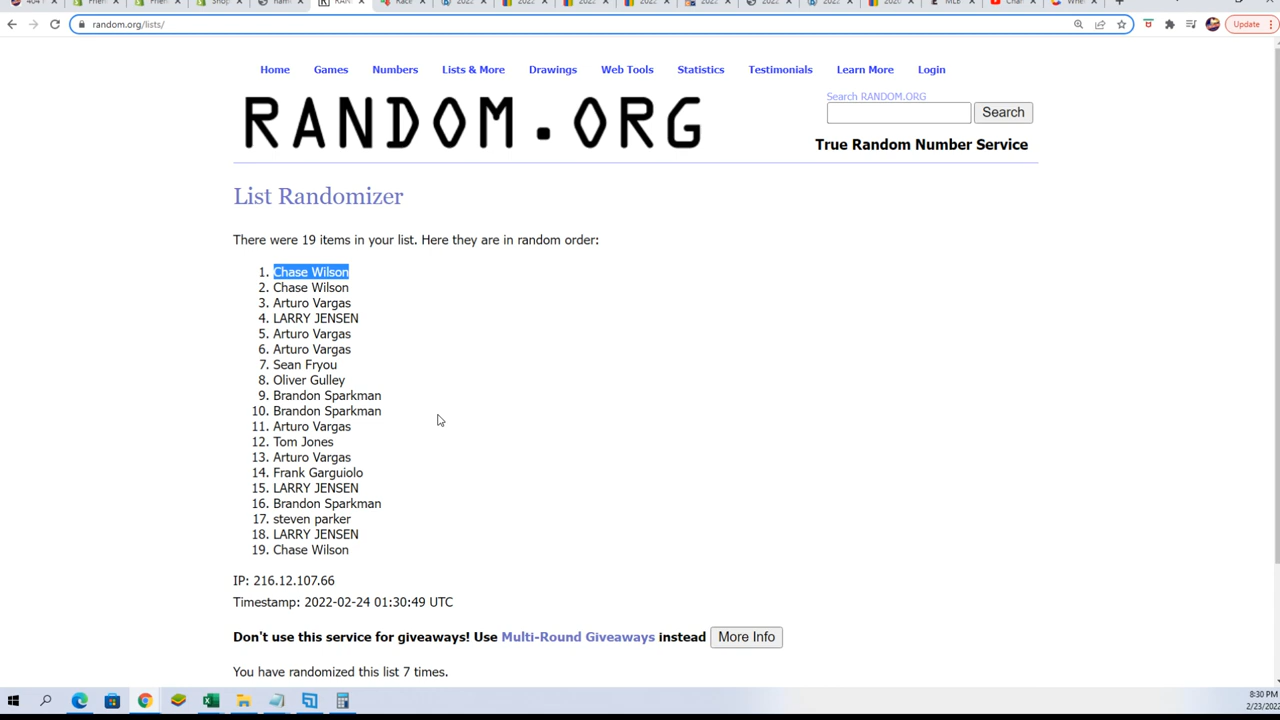 random.org/lists/
Update
Home Games Numbers Lists & More Drawings Web Tools Statistics Testimonials Learn More Login
RANDOM.ORG
Search RANDOM.ORG
Search
True Random Number Service
List Randomizer
There were 19 items in your list. Here they are in random order:
1. Chase Wilson
2. Chase Wilson
3. Arturo Vargas
4. LARRY JENSEN
5. Arturo Vargas
6. Arturo Vargas
7. Sean Fryou
8. Oliver Gulley
9. Brandon Sparkman
10. Brandon Sparkman
11. Arturo Vargas
12. Tom Jones
13. Arturo Vargas
14. Frank Garguiolo
15. LARRY JENSEN
16. Brandon Sparkman
17. steven parker
18. LARRY JENSEN
19. Chase Wilson
IP: 216.12.107.66
Timestamp: 2022-02-24 01:30:49 UTC
Don't use this service for giveaways! Use Multi-Round Giveaways instead More Info
You have randomized this list 7 times.
8:30 PM